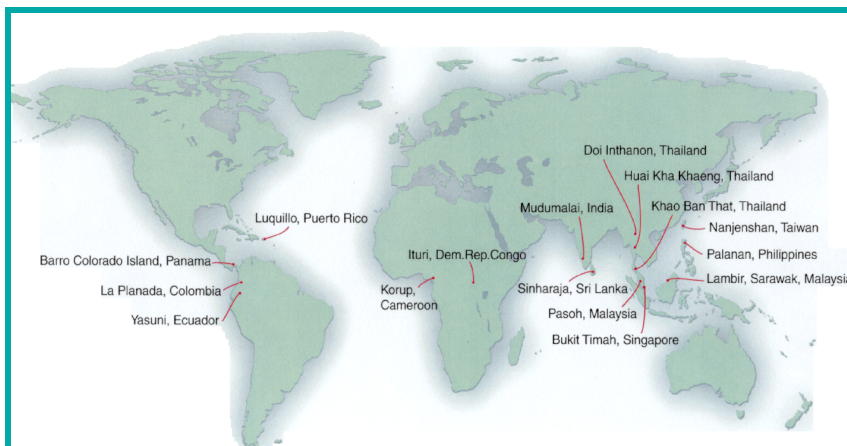 Doi Inthanon, Thailand
Huai Kha Khaeng, Thailand
Mudumalai, India
Khao Ban That, Thailand
Luquillo, Puerto Rico
Nanjenshan, Taiwan
Barro Colorado Island, Panama
Ituri, Dem.Rep.Congo
Palanan, Philippines
La Planada, Colombia
Korup,
Cameroon
Sinharaja, Sri Lanka
Lambir, Sarawak, Malaysia
Yasuni, Ecuador
Pasoh, Malaysia
Bukit Timah, Singapore